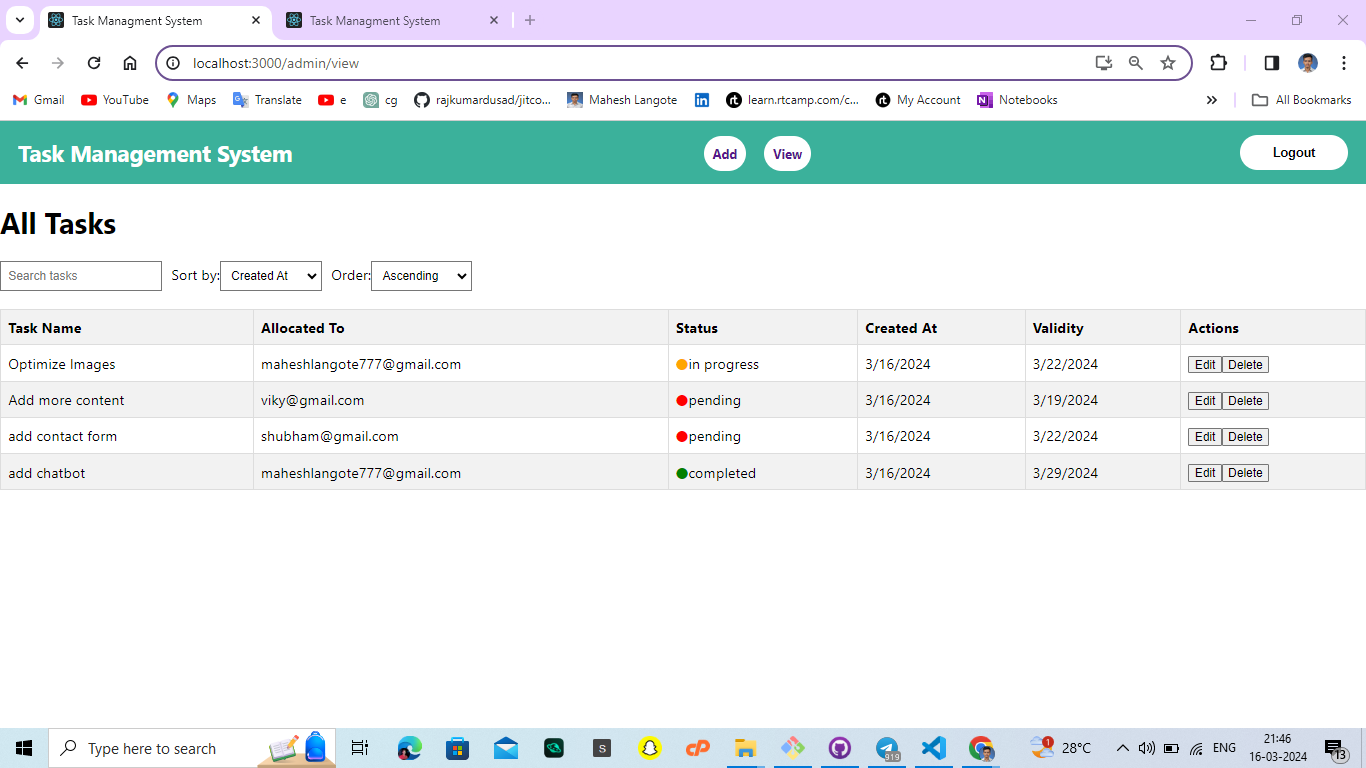 Task Managment System
Task Managment System
localhost:3000/admin/view
Gmail YouTube Maps Translate e cg rajkumardusad/jitco... Mahesh Langote learn.rtcamp.com/c... My Account Notebooks All Bookmarks
Task Management System Add View Logout
All Tasks
Search tasks Sort by: Created At Order: Ascending
Task Name Allocated To Status Created At Validity Actions
Optimize Images maheshlangote777@gmail.com in progress 3/16/2024 3/22/2024 Edit Delete
Add more content viky@gmail.com pending 3/16/2024 3/19/2024 Edit Delete
add contact form shubham@gmail.com pending 3/16/2024 3/22/2024 Edit Delete
add chatbot maheshlangote777@gmail.com completed 3/16/2024 3/29/2024 Edit Delete
Type here to search 319 1 28°C ENG 21:46
16-03-2024 13